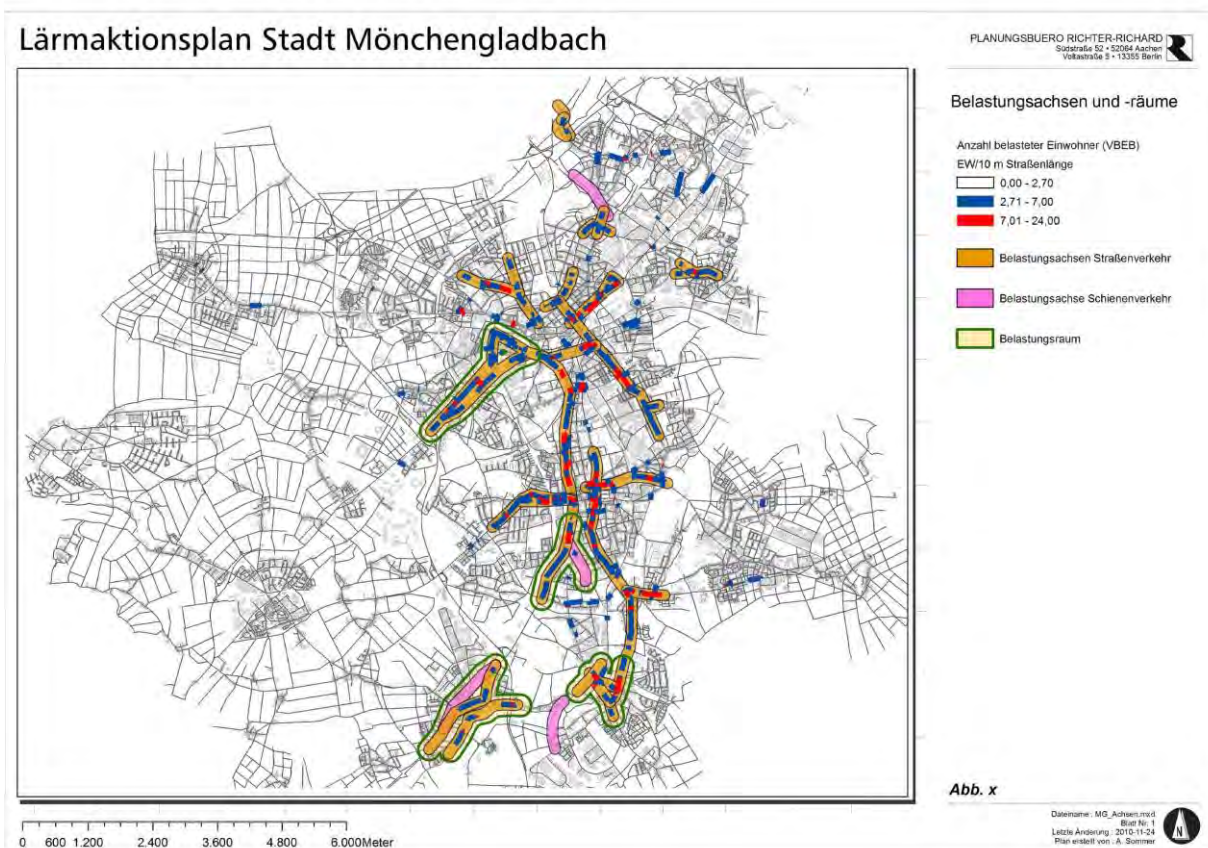 Lärmaktionsplan Stadt Mönchengladbach
PLANUNGSBUERO RICHTER-RICHARD
Südstraße 52 • 52064 Aachen
Voltastraße 5 • 13355 Berlin
Belastungsachsen und -räume
Anzahl belasteter Einwohner (VBEB)
EW/10 m Straßenlänge
0,00 - 2,70
2,71 - 7,00
7,01 - 24,00
Belastungsachsen Straßenverkehr
Belastungsachse Schienenverkehr
Belastungsraum
Abb. x
Dateiname : MG_Achsen.mxd
Blatt Nr.: 1
Letzte Änderung : 2010-11-24
Plan erstellt von : A. Sommer
N
0 600 1.200 2.400 3.600 4.800 6.000 Meter